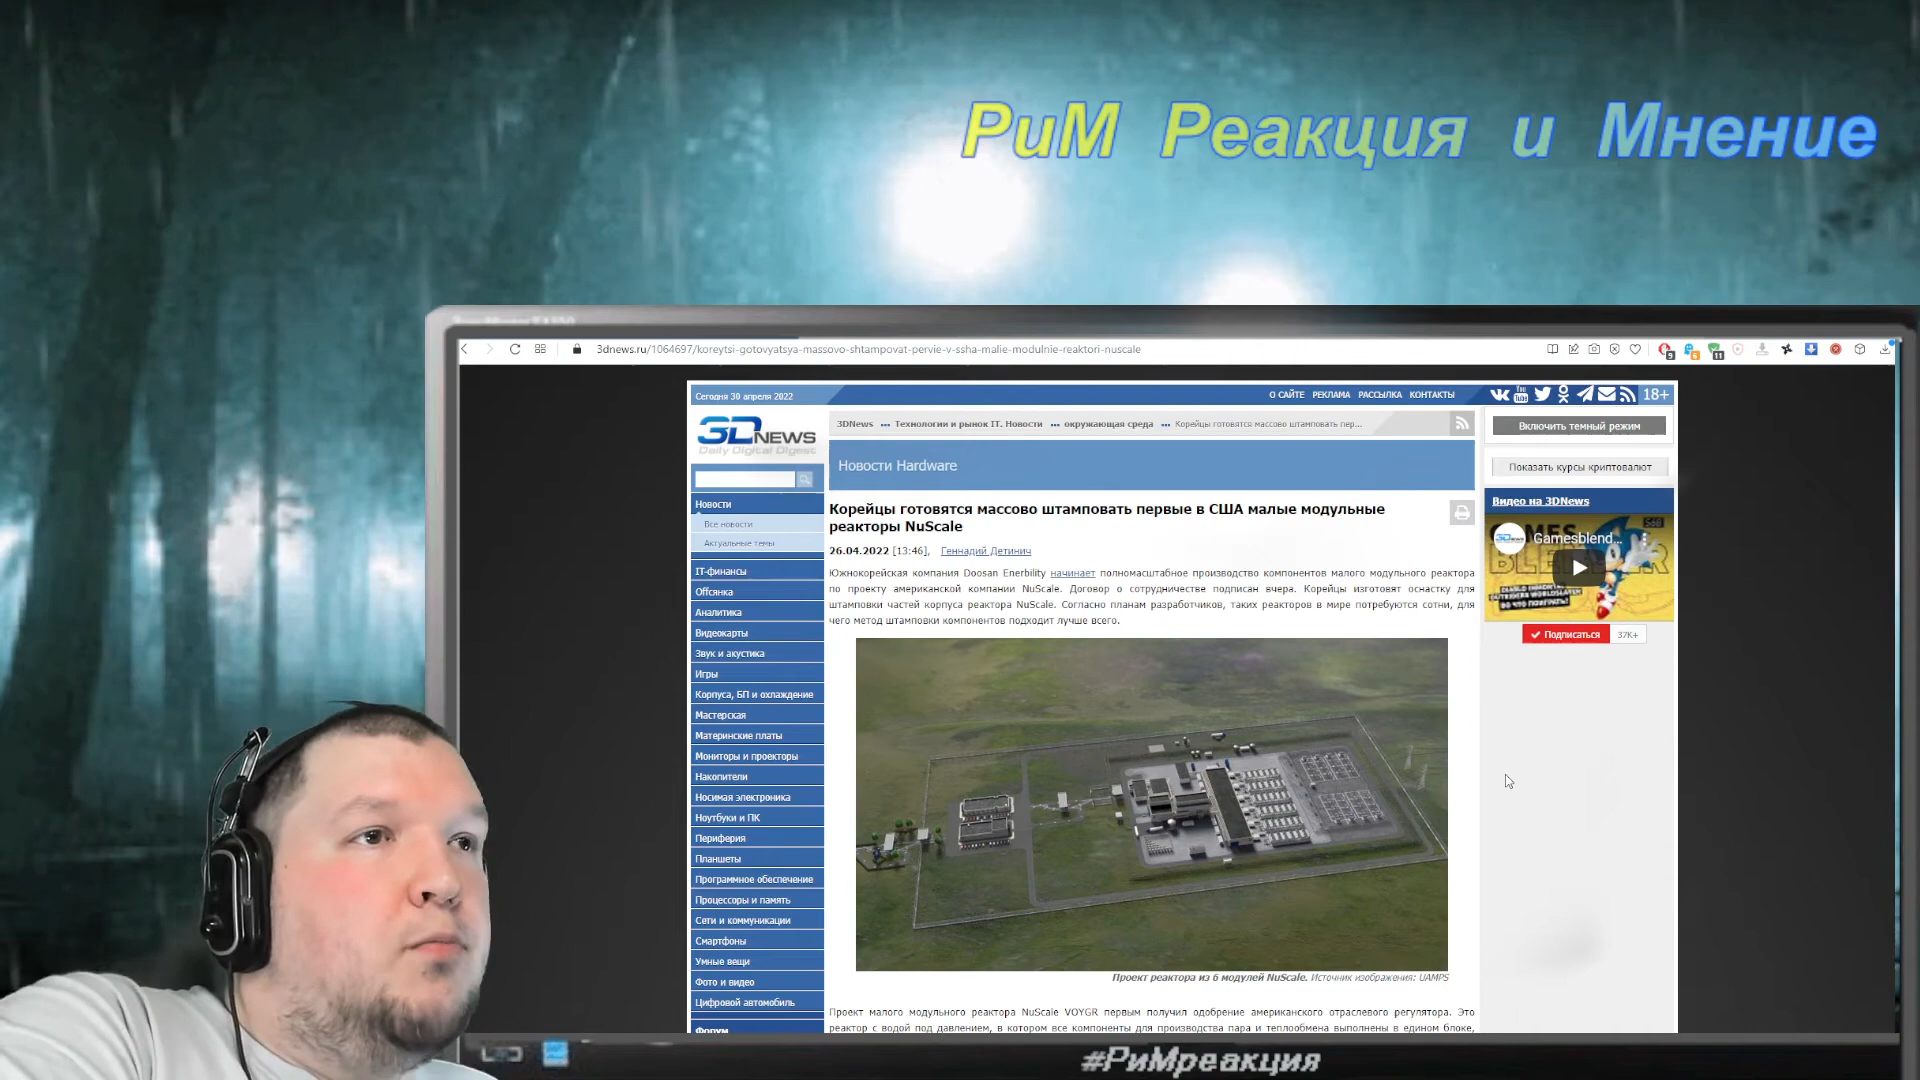 РиМ Реакция и Мнение
3dnews.ru/1064697/koreytsi-gotovyatsya-massovo-shtampovat-pervie-v-ssha-malie-modulnie-reaktori-nuscale
9
6
11
Сегодня 30 апреля 2022
О САЙТЕ РЕКЛАМА РАССЫЛКА КОНТАКТЫ
18+
3DNEWS
Daily Digital Digest
3DNews Технологии и рынок IT. Новости окружающая среда Корейцы готовятся массово штамповать пер...
Включить темный режим
Новости Hardware
Показать курсы криптовалют
Новости
Все новости
Актуальные темы
IT-финансы
Offсянка
Аналитика
Видеокарты
Звук и акустика
Игры
Корпуса, БП и охлаждение
Мастерская
Материнские платы
Мониторы и проекторы
Накопители
Носимая электроника
Ноутбуки и ПК
Периферия
Планшеты
Программное обеспечение
Процессоры и память
Сети и коммуникации
Смартфоны
Умные вещи
Фото и видео
Цифровой автомобиль
Форум
Корейцы готовятся массово штамповать первые в США малые модульные
реакторы NuScale
26.04.2022 [13:46], Геннадий Детинич
Южнокорейская компания Doosan Enerbility начинает полномасштабное производство компонентов малого модульного реактора
по проекту американской компании NuScale. Договор о сотрудничестве подписан вчера. Корейцы изготовят оснастку для
штамповки частей корпуса реактора NuScale. Согласно планам разработчиков, таких реакторов в мире потребуются сотни, для
чего метод штамповки компонентов подходит лучше всего.
Проект реактора из 6 модулей NuScale. Источник изображения: UAMPS
Проект малого модульного реактора NuScale VOYGR первым получил одобрение американского отраслевого регулятора. Это
реактор с водой под давлением, в котором все компоненты для производства пара и теплообмена выполнены в едином блоке,
Видео на 3DNews
Gamesblend...
Подписаться
37K+
#РиМреакция